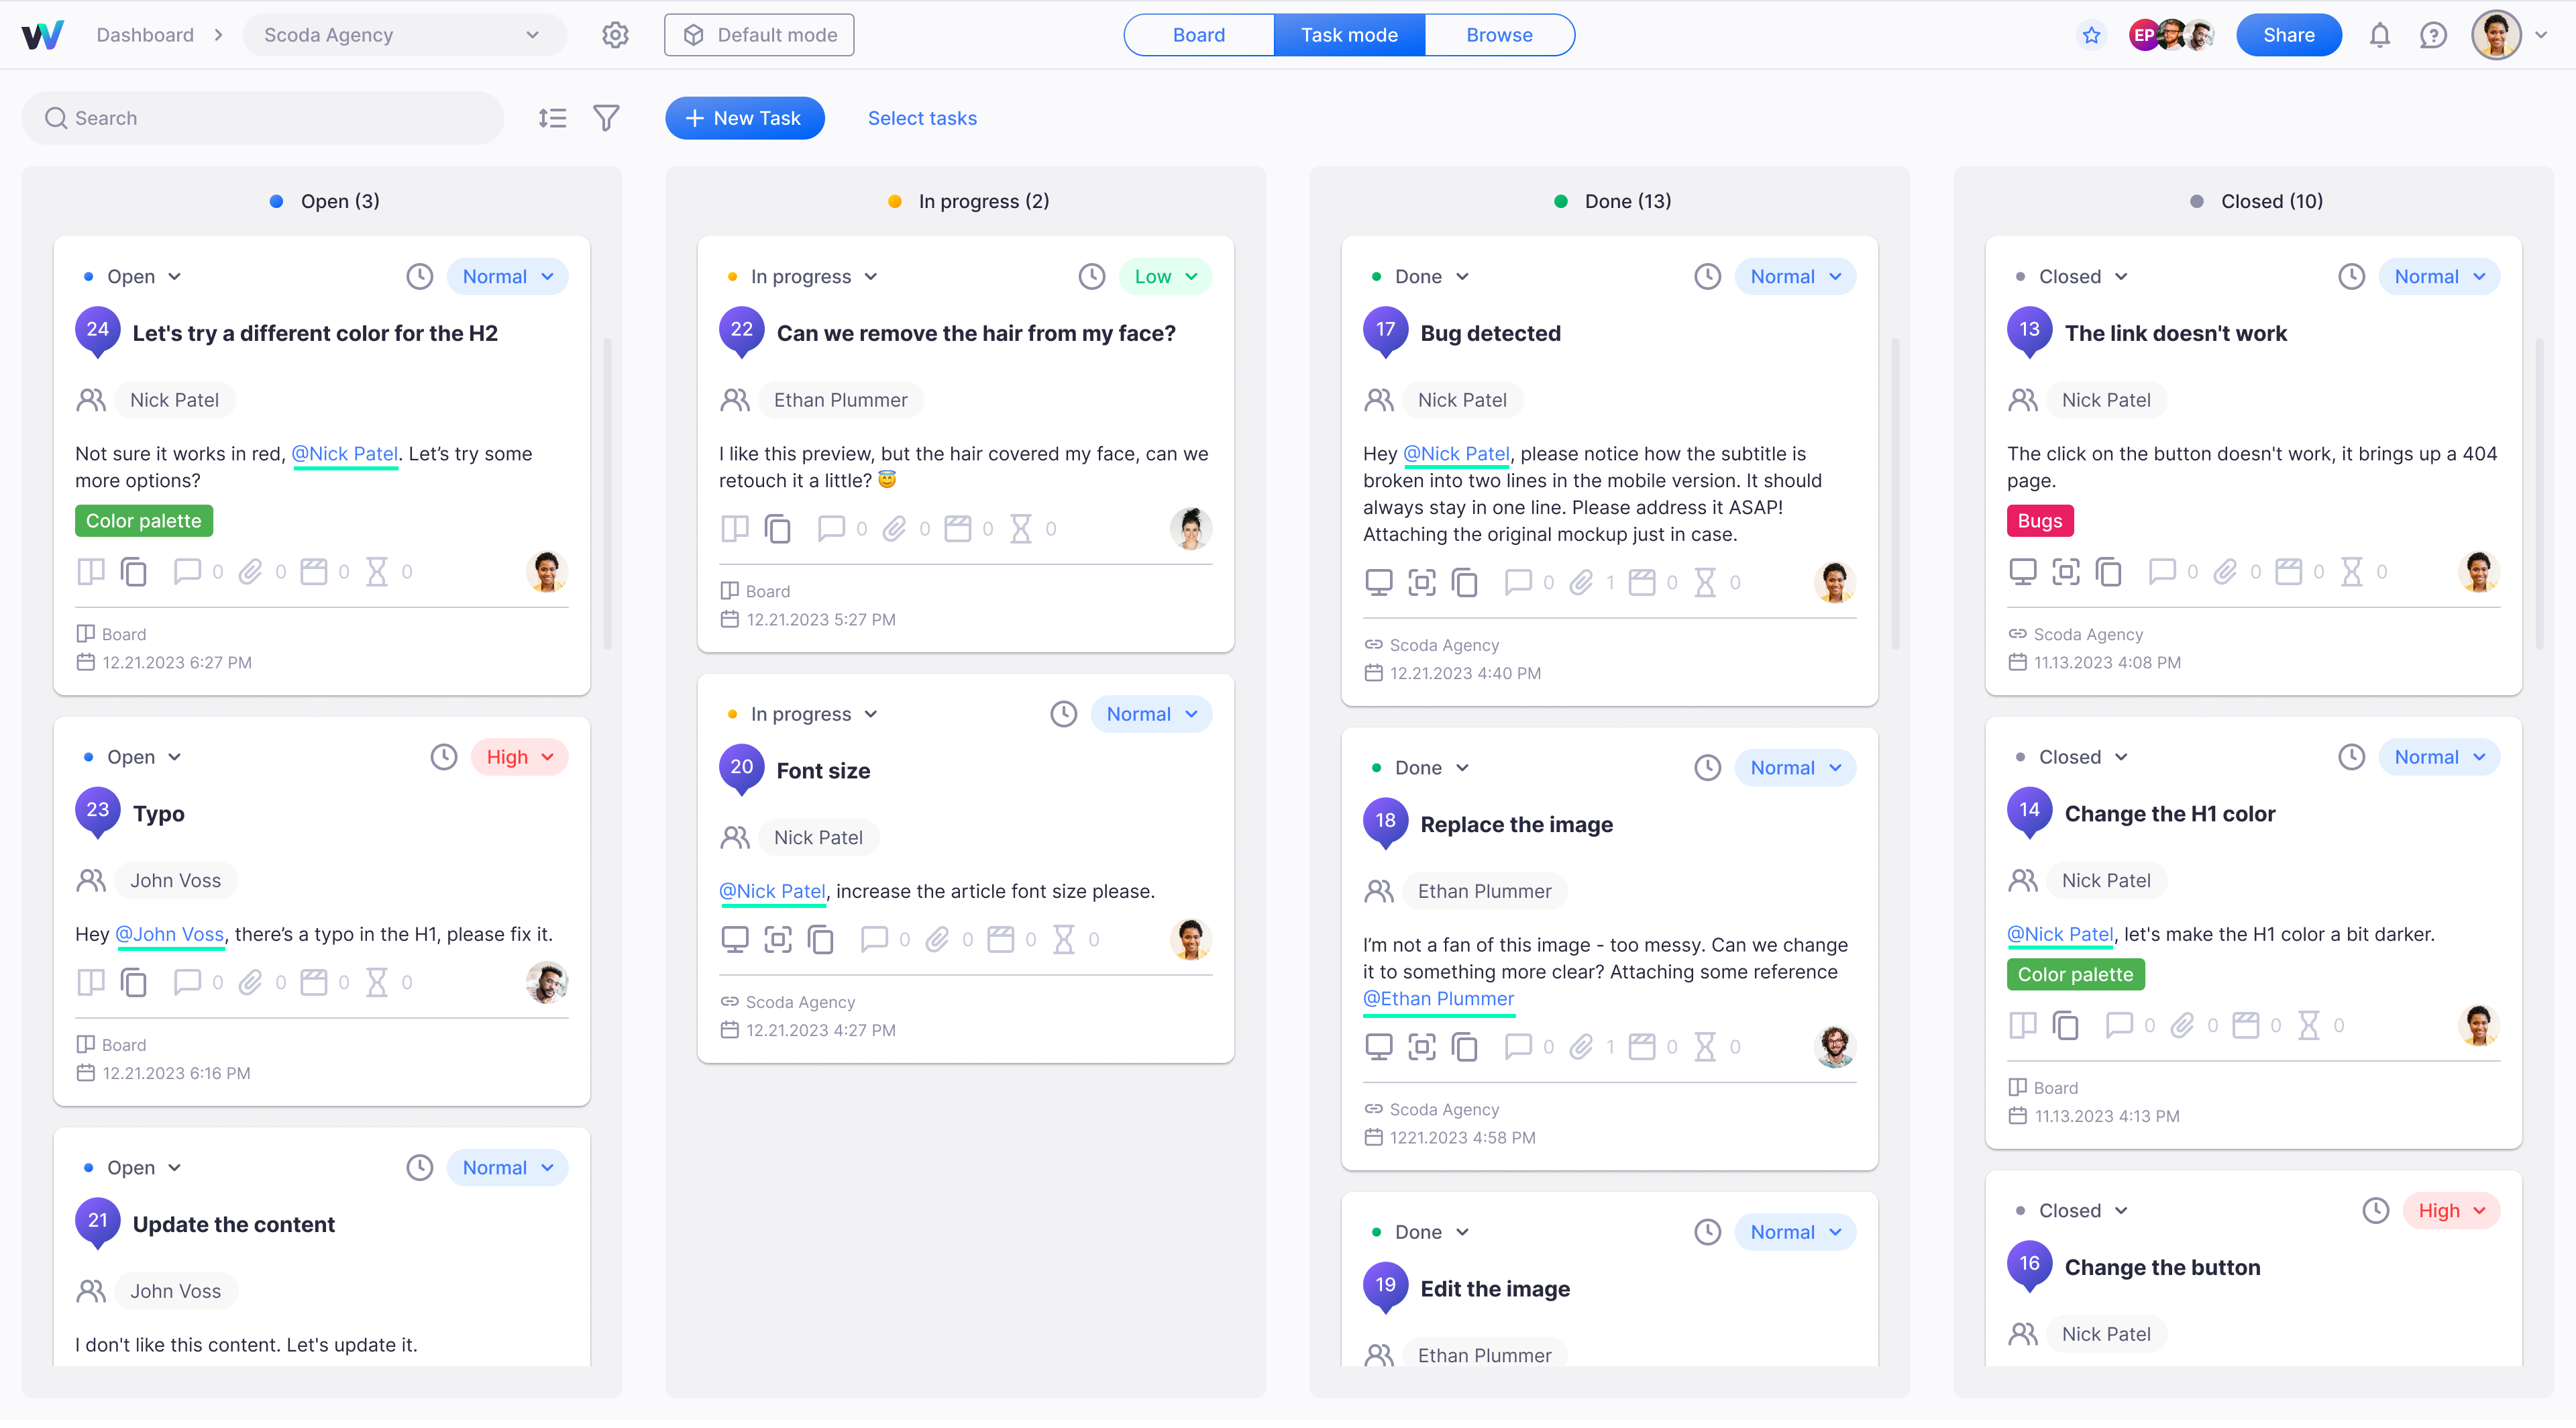 Dashboard
Scoda Agency
Default mode
Board
Task mode
Browse
EP
Share
Search
New Task
Select tasks
Open (3)
Open
Normal
24
Let's try a different color for the H2
Nick Patel
Not sure it works in red, @Nick Patel. Let’s try some
more options?
Color palette
0 0 0 0
Board
12.21.2023 6:27 PM
Open
High
23
Typo
John Voss
Hey @John Voss, there’s a typo in the H1, please fix it.
0 0 0 0
Board
12.21.2023 6:16 PM
Open
Normal
21
Update the content
John Voss
I don't like this content. Let's update it.
In progress (2)
In progress
Low
22
Can we remove the hair from my face?
Ethan Plummer
I like this preview, but the hair covered my face, can we
retouch it a little? 😇
0 0 0 0
Board
12.21.2023 5:27 PM
In progress
Normal
20
Font size
Nick Patel
@Nick Patel, increase the article font size please.
0 0 0 0
Scoda Agency
12.21.2023 4:27 PM
Done (13)
Done
Normal
17
Bug detected
Nick Patel
Hey @Nick Patel, please notice how the subtitle is
broken into two lines in the mobile version. It should
always stay in one line. Please address it ASAP!
Attaching the original mockup just in case.
0 1 0 0
Scoda Agency
12.21.2023 4:40 PM
Done
Normal
18
Replace the image
Ethan Plummer
I’m not a fan of this image - too messy. Can we change
it to something more clear? Attaching some reference
@Ethan Plummer
0 1 0 0
Scoda Agency
1221.2023 4:58 PM
Done
Normal
19
Edit the image
Ethan Plummer
Closed (10)
Closed
Normal
13
The link doesn't work
Nick Patel
The click on the button doesn't work, it brings up a 404
page.
Bugs
0 0 0 0
Scoda Agency
11.13.2023 4:08 PM
Closed
Normal
14
Change the H1 color
Nick Patel
@Nick Patel, let's make the H1 color a bit darker.
Color palette
0 0 0 0
Board
11.13.2023 4:13 PM
Closed
High
16
Change the button
Nick Patel